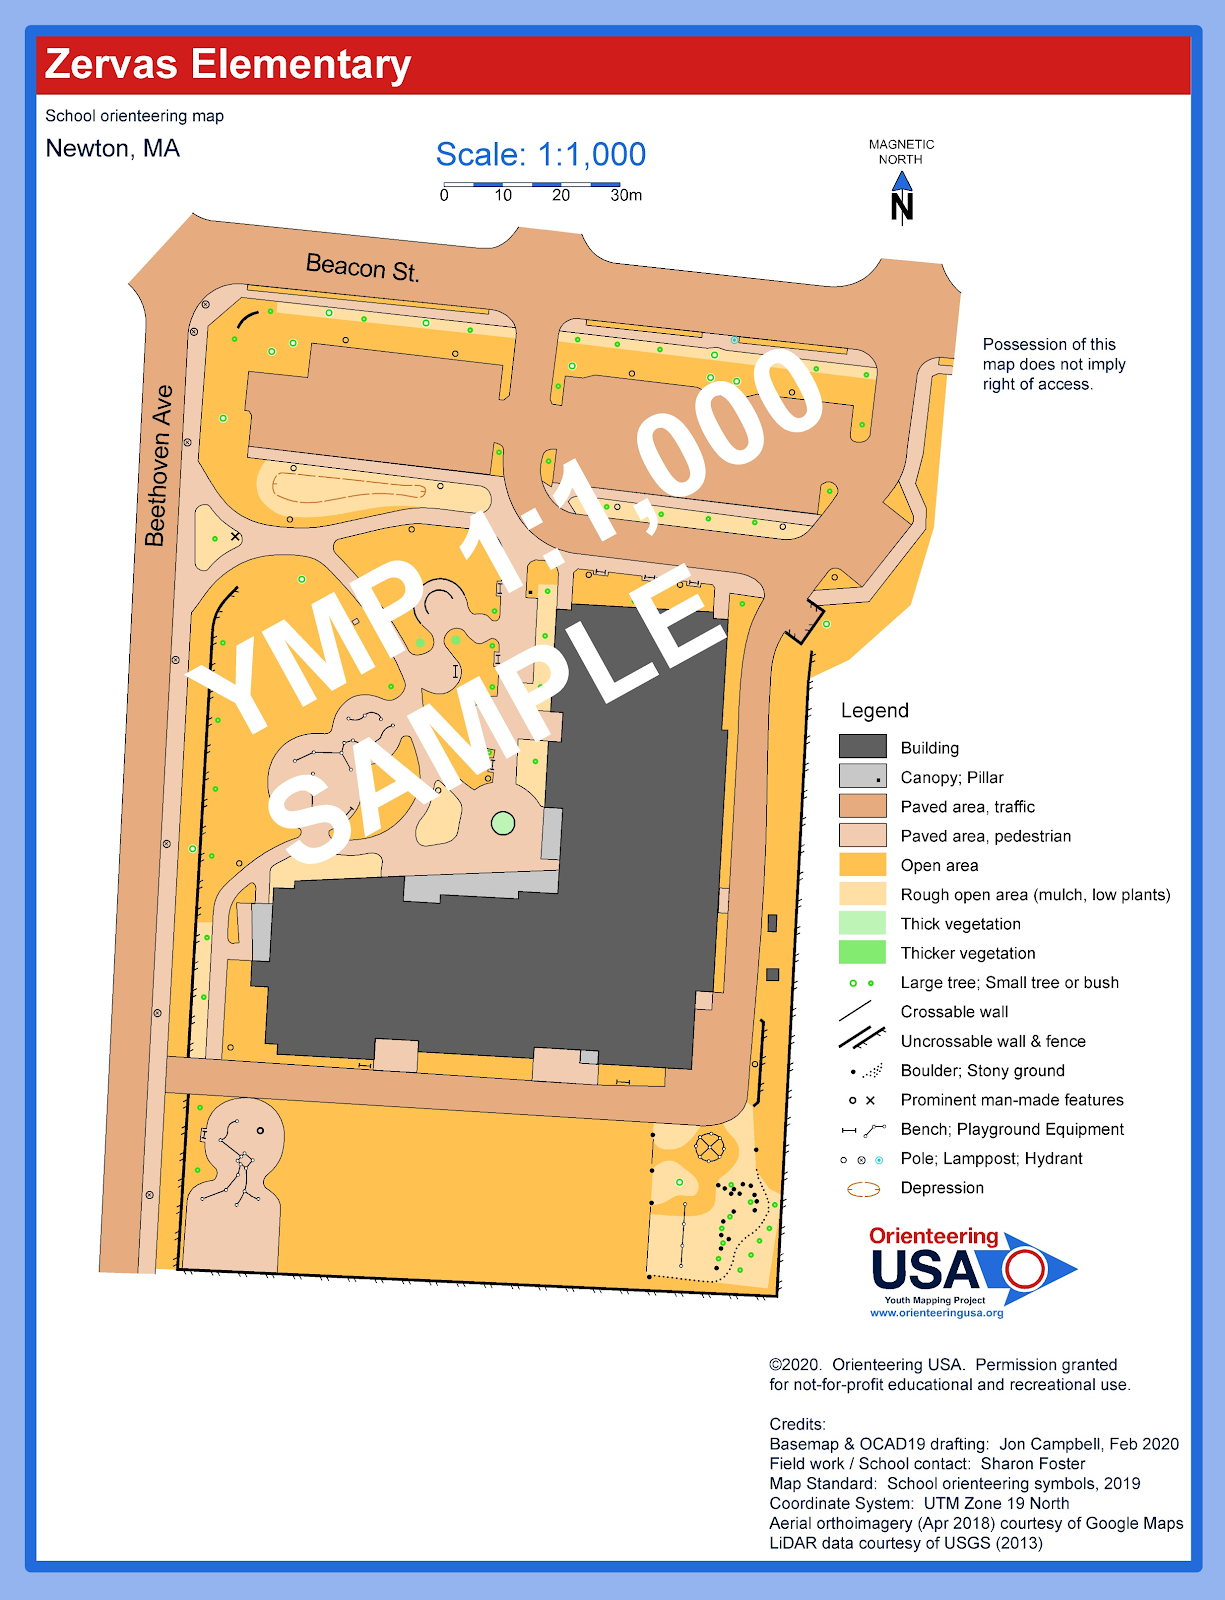 Zervas Elementary
School orienteering map
Newton, MA
Scale: 1:1,000
0 10 20 30m
MAGNETIC
NORTH
N
Beacon St.
Possession of this
map does not imply
right of access.
Beethoven Ave
YMP 1:1,000
SAMPLE
Legend
Building
Canopy; Pillar
Paved area, traffic
Paved area, pedestrian
Open area
Rough open area (mulch, low plants)
Thick vegetation
Thicker vegetation
Large tree; Small tree or bush
Crossable wall
Uncrossable wall & fence
Boulder; Stony ground
Prominent man-made features
Bench; Playground Equipment
Pole; Lamppost; Hydrant
Depression
Orienteering
USA
Youth Mapping Project
www.orienteeringusa.org
©2020. Orienteering USA. Permission granted
for not-for-profit educational and recreational use.
Credits:
Basemap & OCAD19 drafting: Jon Campbell, Feb 2020
Field work / School contact: Sharon Foster
Map Standard: School orienteering symbols, 2019
Coordinate System: UTM Zone 19 North
Aerial orthoimagery (Apr 2018) courtesy of Google Maps
LiDAR data courtesy of USGS (2013)